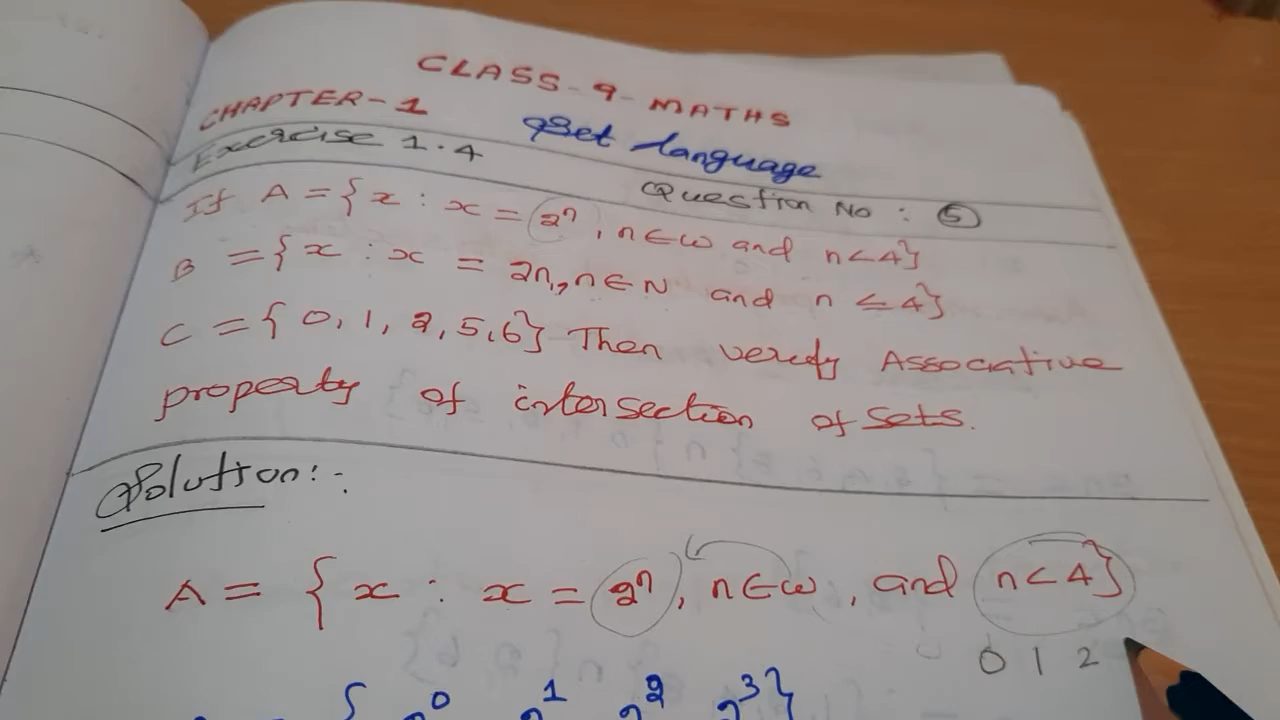 CLASS-9-MATHS
CHAPTER-1
Set language
Exercise 1.4
Question No : 5
If A = {x : x = 2ⁿ, n∈W and n<4}
B = {x : x = 2n, n∈N and n ≤ 4}
C = {0, 1, 2, 5, 6} Then verify Associative
property of intersection of sets.
Solution:-
A = {x : x = 2ⁿ, n∈W, and n<4}
0 1 2
{2⁰ 2¹ 2² 2³}